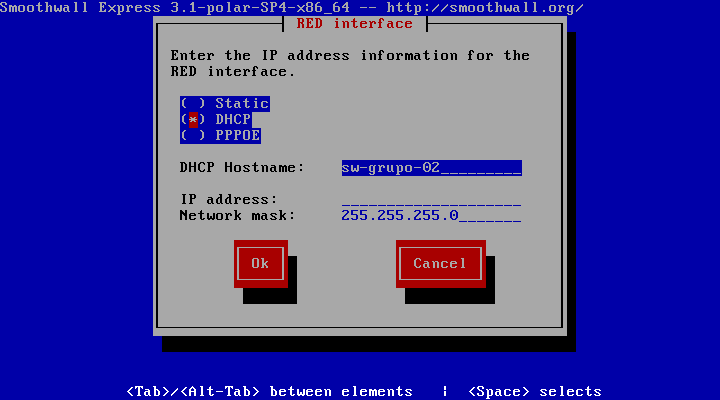 Smoothwall Express 3.1-polar-SP4-x86_64 -- http://smoothwall.org/
RED interface
Enter the IP address information for the
RED interface.
( ) Static
(*) DHCP
( ) PPPOE
DHCP Hostname: sw-grupo-02_________
IP address: ____________________
Network mask: 255.255.255.0_______
Ok Cancel
<Tab>/<Alt-Tab> between elements | <Space> selects